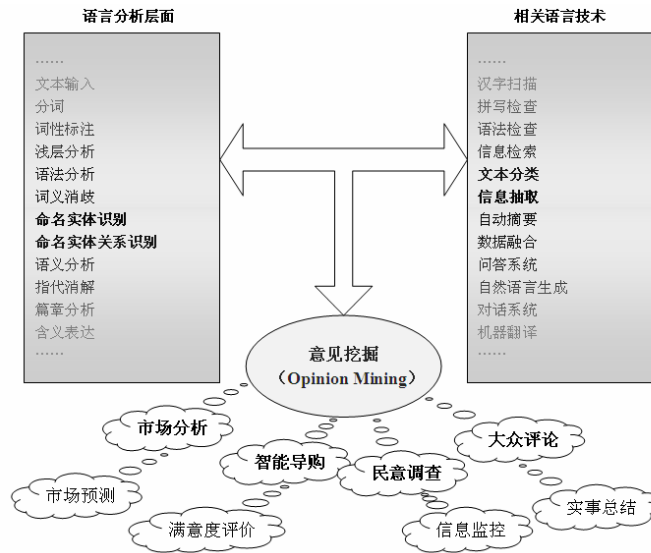 语言分析层面
……
文本输入
分词
词性标注
浅层分析
语法分析
词义消歧
命名实体识别
命名实体关系识别
语义分析
指代消解
篇章分析
含义表达
……
相关语言技术
……
汉字扫描
拼写检查
语法检查
信息检索
文本分类
信息抽取
自动摘要
数据融合
问答系统
自然语言生成
对话系统
机器翻译
……
意见挖掘
（Opinion Mining）
市场分析
智能导购
民意调查
大众评论
市场预测
满意度评价
信息监控
实事总结